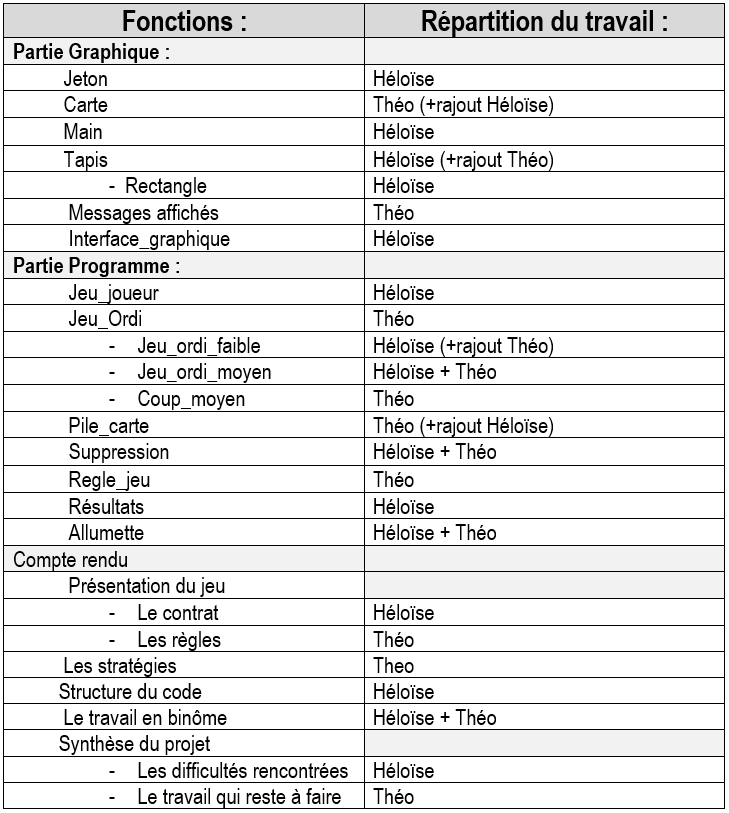 Fonctions : Répartition du travail :
Partie Graphique :
Jeton Héloïse
Carte Théo (+rajout Héloïse)
Main Héloïse
Tapis Héloïse (+rajout Théo)
- Rectangle Héloïse
Messages affichés Théo
Interface_graphique Héloïse
Partie Programme :
Jeu_joueur Héloïse
Jeu_Ordi Théo
- Jeu_ordi_faible Héloïse (+rajout Théo)
- Jeu_ordi_moyen Héloïse + Théo
- Coup_moyen Théo
Pile_carte Théo (+rajout Héloïse)
Suppression Héloïse + Théo
Regle_jeu Théo
Résultats Héloïse
Allumette Héloïse + Théo
Compte rendu
Présentation du jeu
- Le contrat Héloïse
- Les règles Théo
Les stratégies Theo
Structure du code Héloïse
Le travail en binôme Héloïse + Théo
Synthèse du projet
- Les difficultés rencontrées Héloïse
- Le travail qui reste à faire Théo